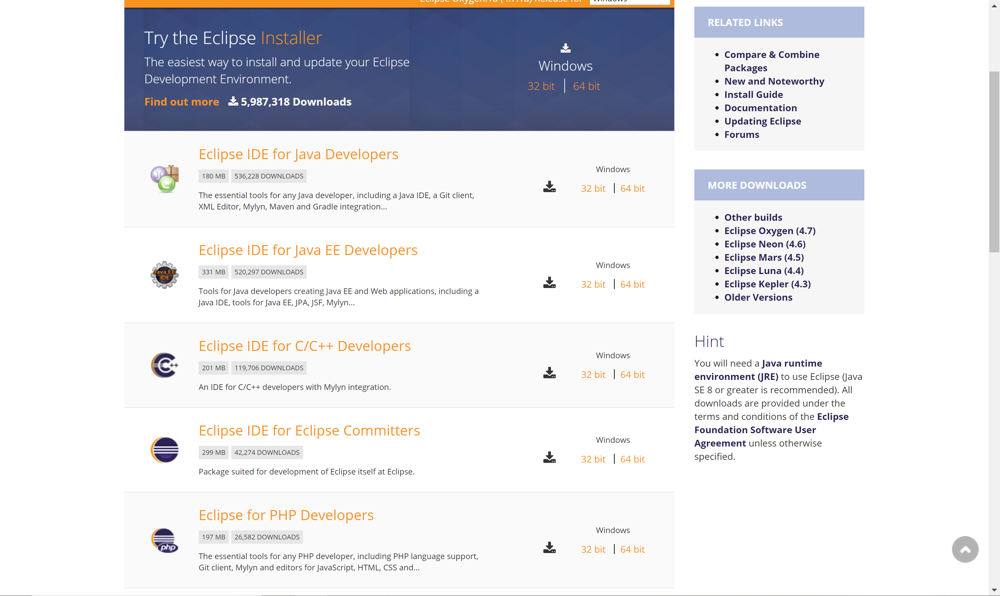 Eclipse Oxygen.1a (4.7.1a) Release for Windows
Try the Eclipse Installer
The easiest way to install and update your Eclipse
Development Environment.
Find out more 5,987,318 Downloads
Windows
32 bit | 64 bit
Eclipse IDE for Java Developers
180 MB 536,228 DOWNLOADS
The essential tools for any Java developer, including a Java IDE, a Git client,
XML Editor, Mylyn, Maven and Gradle integration...
Windows
32 bit | 64 bit
Java EE
IDE
Eclipse IDE for Java EE Developers
331 MB 520,297 DOWNLOADS
Tools for Java developers creating Java EE and Web applications, including a
Java IDE, tools for Java EE, JPA, JSF, Mylyn...
Windows
32 bit | 64 bit
C++
Eclipse IDE for C/C++ Developers
201 MB 119,706 DOWNLOADS
An IDE for C/C++ developers with Mylyn integration.
Windows
32 bit | 64 bit
Eclipse IDE for Eclipse Committers
299 MB 42,274 DOWNLOADS
Package suited for development of Eclipse itself at Eclipse.
Windows
32 bit | 64 bit
php
Eclipse for PHP Developers
197 MB 26,582 DOWNLOADS
The essential tools for any PHP developer, including PHP language support,
Git client, Mylyn and editors for JavaScript, HTML, CSS and...
Windows
32 bit | 64 bit
RELATED LINKS
Compare & Combine
Packages
New and Noteworthy
Install Guide
Documentation
Updating Eclipse
Forums
MORE DOWNLOADS
Other builds
Eclipse Oxygen (4.7)
Eclipse Neon (4.6)
Eclipse Mars (4.5)
Eclipse Luna (4.4)
Eclipse Kepler (4.3)
Older Versions
Hint
You will need a Java runtime
environment (JRE) to use Eclipse (Java
SE 8 or greater is recommended). All
downloads are provided under the
terms and conditions of the Eclipse
Foundation Software User
Agreement unless otherwise
specified.